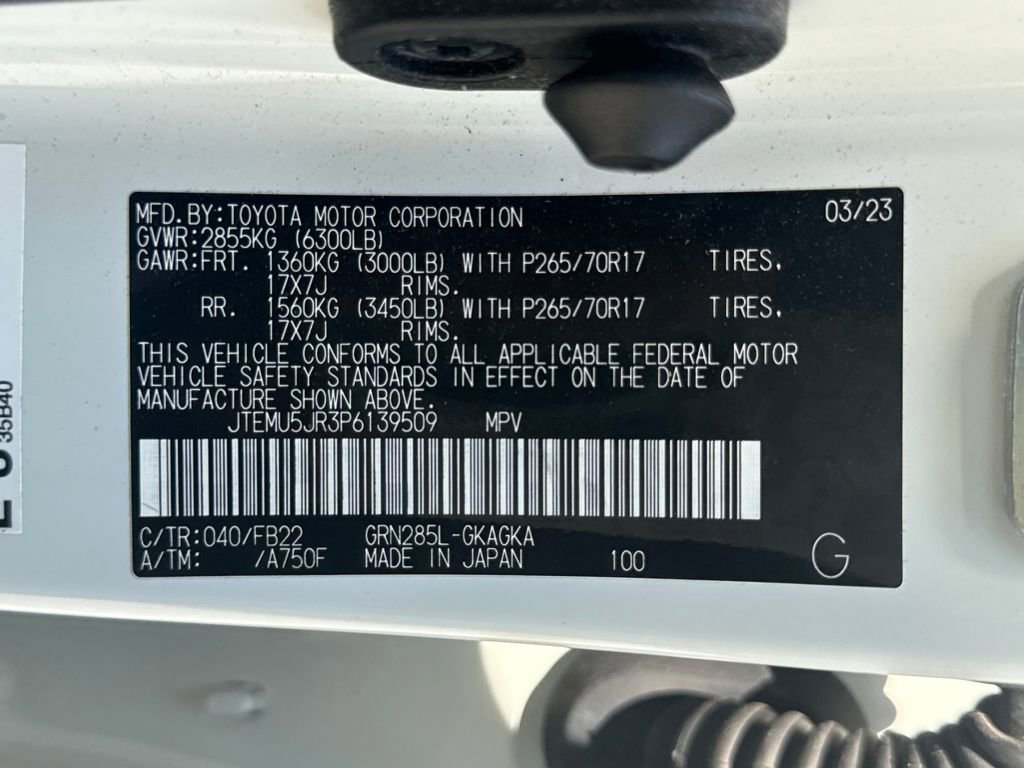 MFD.BY:TOYOTA MOTOR CORPORATION 03/23
GVWR:2855KG (6300LB)
GAWR:FRT. 1360KG (3000LB) WITH P265/70R17 TIRES,
17X7J RIMS.
RR. 1560KG (3450LB) WITH P265/70R17 TIRES,
17X7J RIMS.
THIS VEHICLE CONFORMS TO ALL APPLICABLE FEDERAL MOTOR
VEHICLE SAFETY STANDARDS IN EFFECT ON THE DATE OF
MANUFACTURE SHOWN ABOVE.
JTEMU5JR3P6139509 MPV
C/TR:040/FB22 GRN285L-GKAGKA
A/TM: /A750F MADE IN JAPAN 100 G
35B40